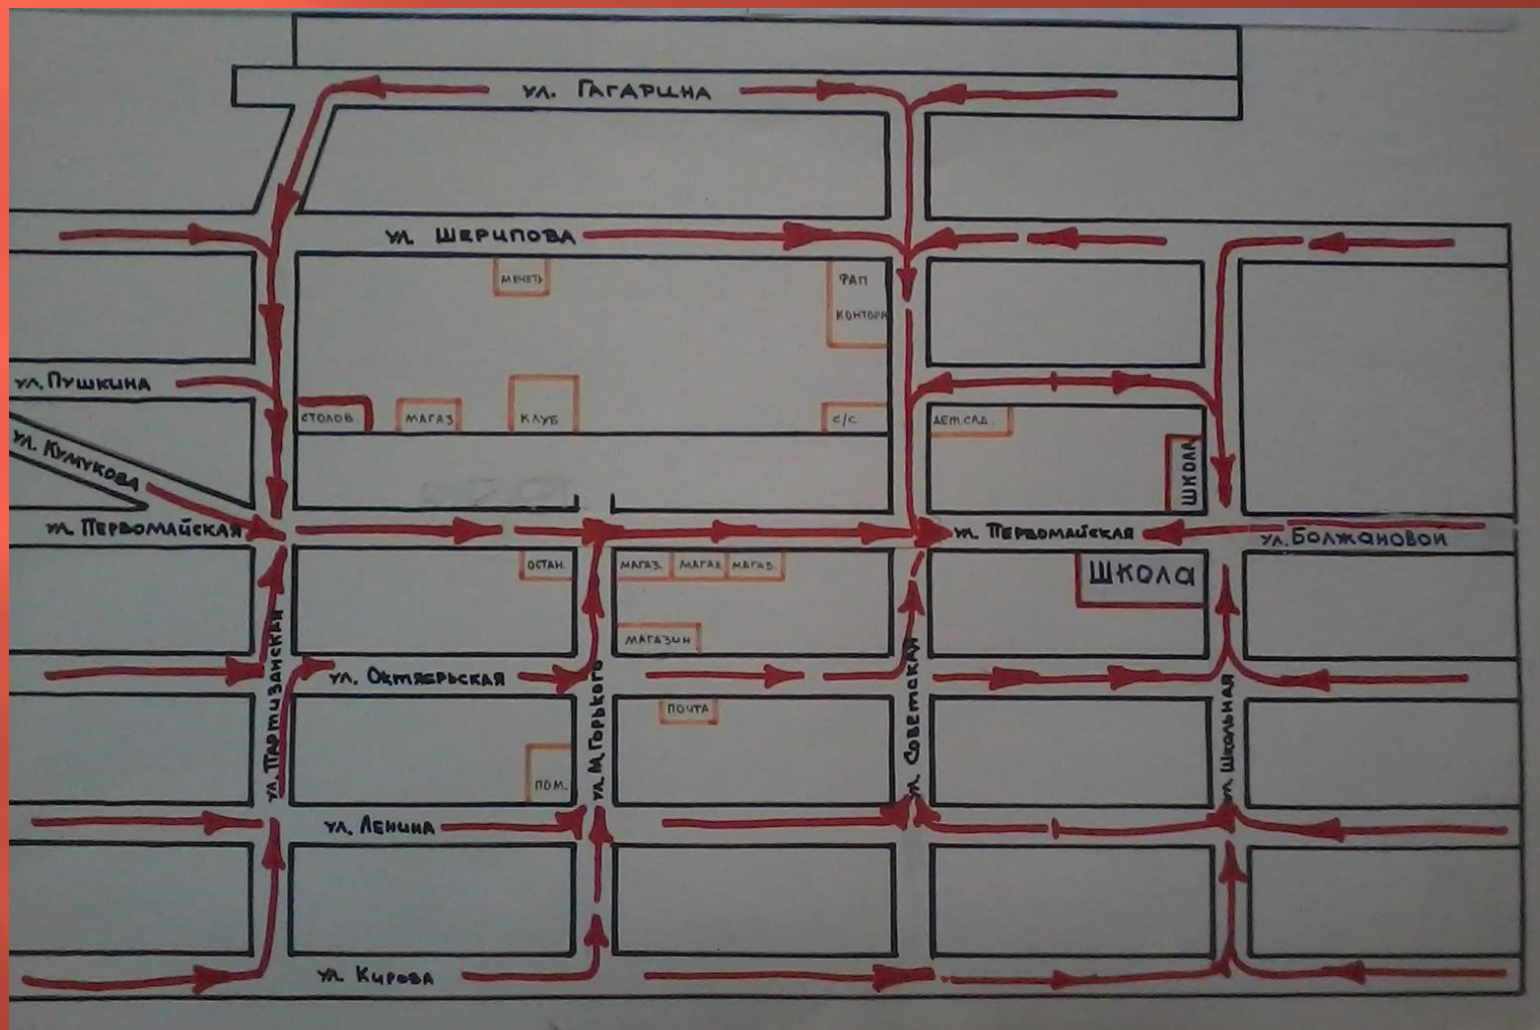 ул. Гагарина
ул. Шерипова
мечеть
фап
контора
ул. Пушкина
столов.
магаз
клуб
с/с
дет. сад.
школа
ул. Кумукова
ул. Первомайская
ул. Первомайская
ул. Болжановой
остан.
магаз.
магаз.
магаз.
Школа
магазин
ул. Партизанская
ул. Октябрьская
ул. М. Горького
почта
ул. Советская
ул. Школьная
пом.
ул. Ленина
ул. Кирова